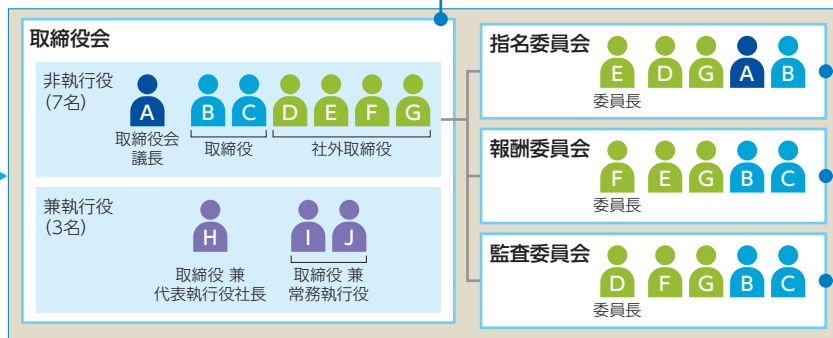 取締役会
非執行役
(7名)
A B C D E F G
取締役会
議長
取締役
社外取締役
兼執行役
(3名)
H I J
取締役 兼
代表執行役社長
取締役 兼
常務執行役
指名委員会
E D G A B
委員長
報酬委員会
F E G B C
委員長
監査委員会
D F G B C
委員長